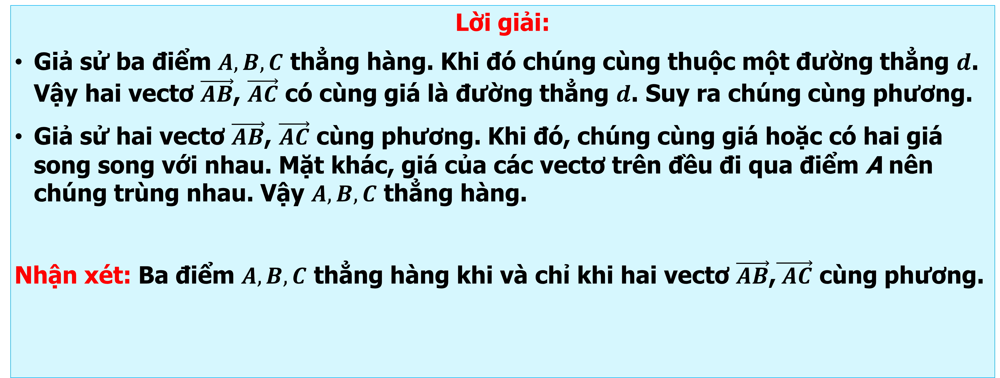 Lời giải:
• Giả sử ba điểm A, B, C thẳng hàng. Khi đó chúng cùng thuộc một đường thẳng d.
Vậy hai vectơ $\overrightarrow{AB}$, $\overrightarrow{AC}$ có cùng giá là đường thẳng d. Suy ra chúng cùng phương.
• Giả sử hai vectơ $\overrightarrow{AB}$, $\overrightarrow{AC}$ cùng phương. Khi đó, chúng cùng giá hoặc có hai giá
song song với nhau. Mặt khác, giá của các vectơ trên đều đi qua điểm A nên
chúng trùng nhau. Vậy A, B, C thẳng hàng.
Nhận xét: Ba điểm A, B, C thẳng hàng khi và chỉ khi hai vectơ $\overrightarrow{AB}$, $\overrightarrow{AC}$ cùng phương.